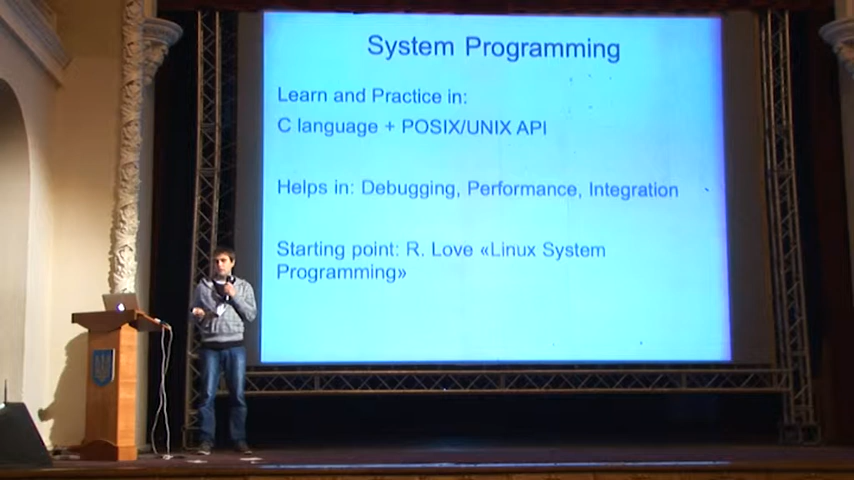 System Programming
Learn and Practice in:
C language + POSIX/UNIX API
Helps in: Debugging, Performance, Integration
Starting point: R. Love «Linux System
Programming»